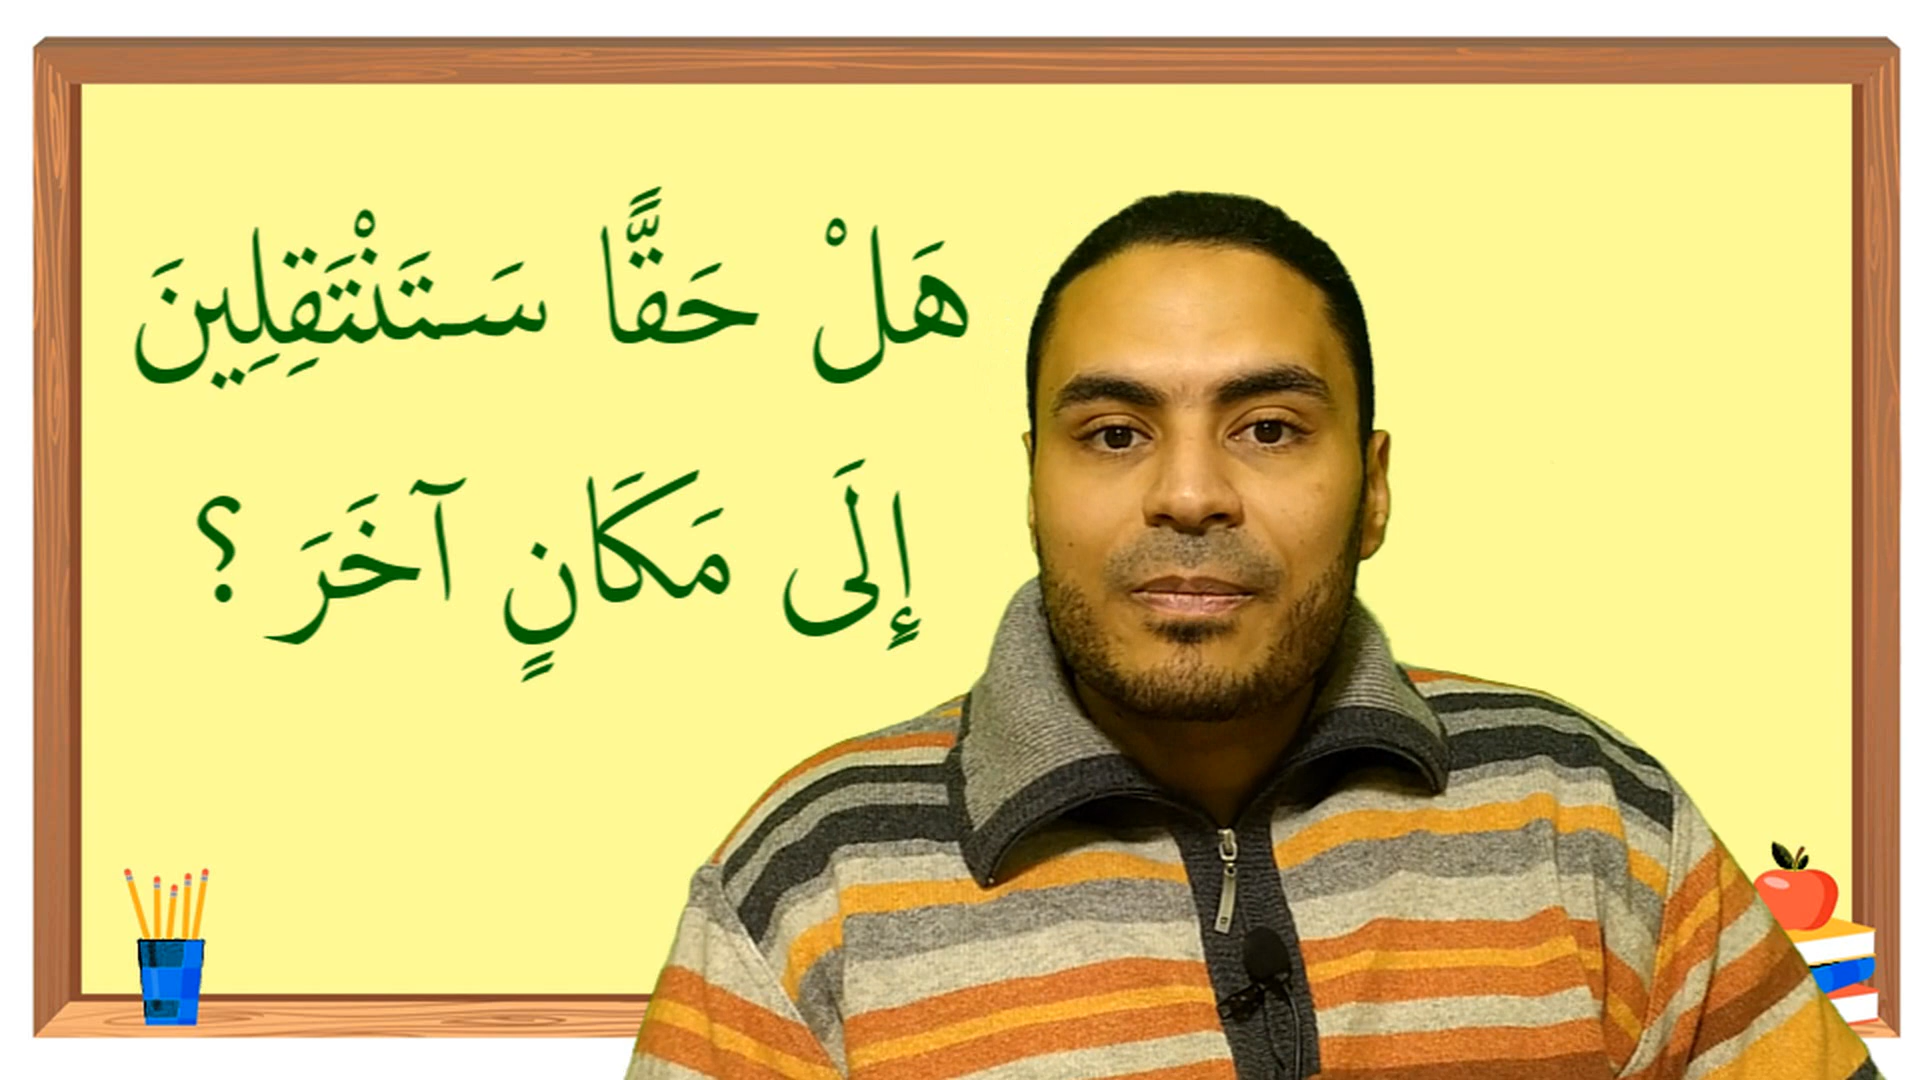 هَلْ حَقًّا سَتَنْتَقِلِينَ
إِلَى مَكَانٍ آخَرَ ؟